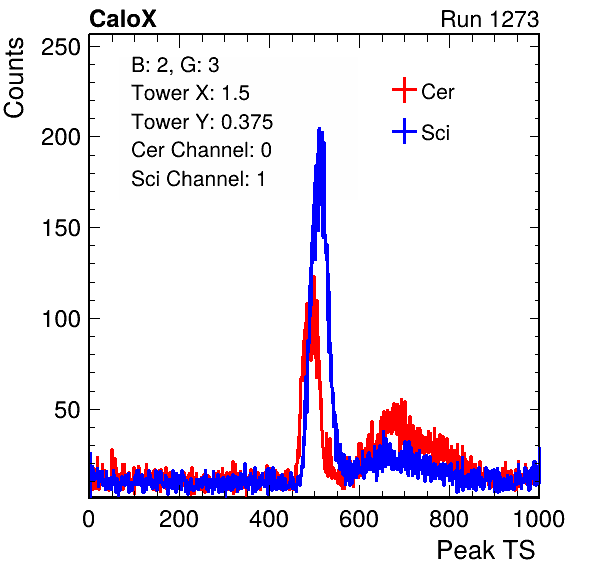 CaloX Run 1273
Counts
250
200
150
100
50
B: 2, G: 3
Tower X: 1.5
Tower Y: 0.375
Cer Channel: 0
Sci Channel: 1
Cer
Sci
0 200 400 600 800 1000
Peak TS